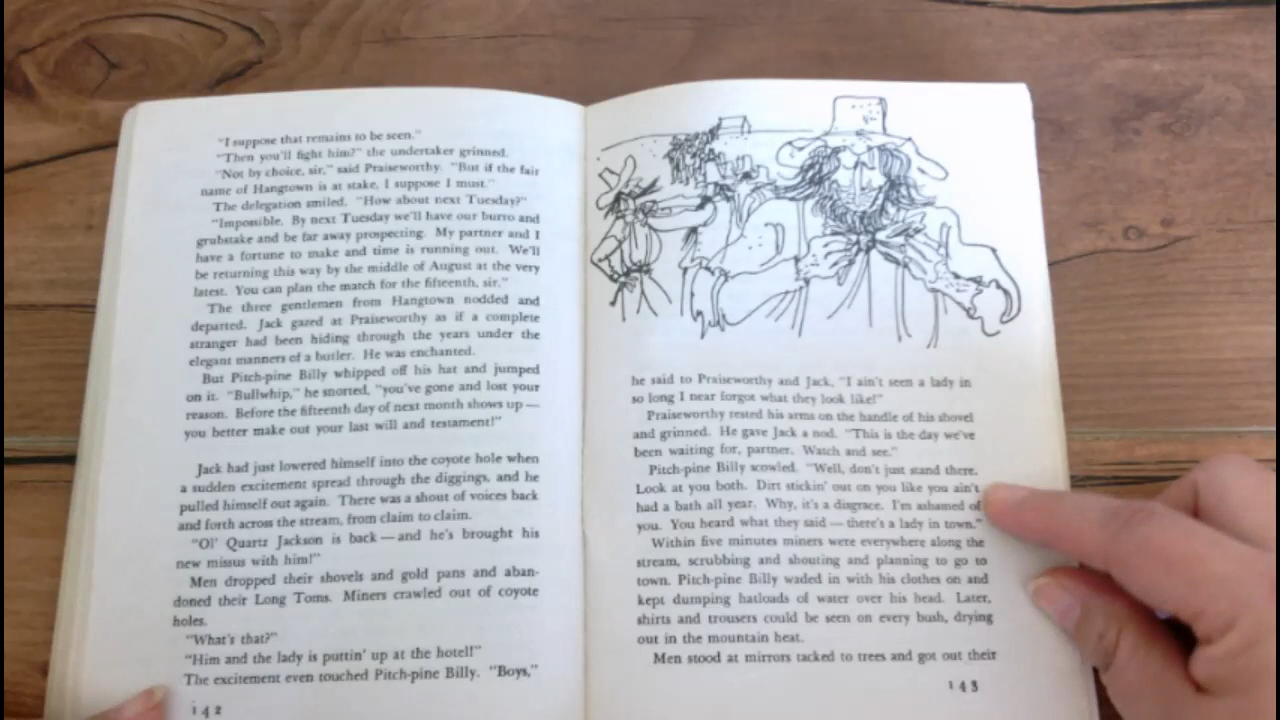 "I suppose that remains to be seen."
"Then you'll fight him?" the undertaker grinned.
"Not by choice, sir," said Praiseworthy. "But if the fair
name of Hangtown is at stake, I suppose I must."
The delegation smiled. "How about next Tuesday?"
"Impossible. By next Tuesday we'll have our burro and
grubstake and be far away prospecting. My partner and I
have a fortune to make and time is running out. We'll
be returning this way by the middle of August at the very
latest. You can plan the match for the fifteenth, sir."
The three gentlemen from Hangtown nodded and
departed. Jack gazed at Praiseworthy as if a complete
stranger had been hiding through the years under the
elegant manners of a butler. He was enchanted.
But Pitch-pine Billy whipped off his hat and jumped
on it. "Bullwhip," he snorted, "you've gone and lost your
reason. Before the fifteenth day of next month shows up —
you better make out your last will and testament!"
Jack had just lowered himself into the coyote hole when
a sudden excitement spread through the diggings, and he
pulled himself out again. There was a shout of voices back
and forth across the stream, from claim to claim.
"Ol' Quartz Jackson is back — and he's brought his
new missus with him!"
Men dropped their shovels and gold pans and aban-
doned their Long Toms. Miners crawled out of coyote
holes.
"What's that?"
"Him and the lady is puttin' up at the hotel!"
The excitement even touched Pitch-pine Billy. "Boys,"
142
he said to Praiseworthy and Jack, "I ain't seen a lady in
so long I near forgot what they look like!"
Praiseworthy rested his arms on the handle of his shovel
and grinned. He gave Jack a nod. "This is the day we've
been waiting for, partner. Watch and see."
Pitch-pine Billy scowled. "Well, don't just stand there.
Look at you both. Dirt stickin' out on you like you ain't
had a bath all year. Why, it's a disgrace. I'm ashamed of
you. You heard what they said — there's a lady in town."
Within five minutes miners were everywhere along the
stream, scrubbing and shouting and planning to go to
town. Pitch-pine Billy waded in with his clothes on and
kept dumping hatloads of water over his head. Later,
shirts and trousers could be seen on every bush, drying
out in the mountain heat.
Men stood at mirrors tacked to trees and got out their
143